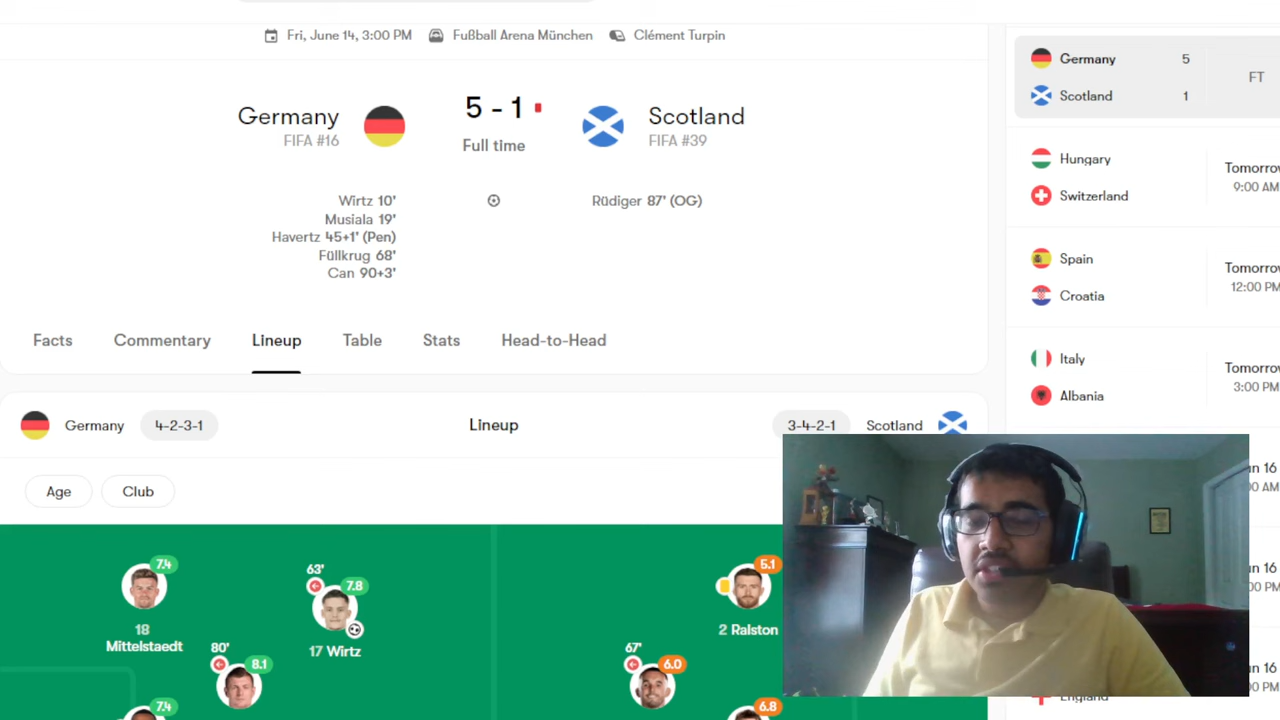 Fri, June 14, 3:00 PM Fußball Arena München Clément Turpin
Germany
FIFA #16
5 - 1
Full time
Scotland
FIFA #39
Wirtz 10'
Musiala 19'
Havertz 45+1' (Pen)
Füllkrug 68'
Can 90+3'
Rüdiger 87' (OG)
Facts Commentary Lineup Table Stats Head-to-Head
Germany 4-2-3-1 Lineup 3-4-2-1 Scotland
Age Club
7.4
18
Mittelstaedt
63'
7.8
17 Wirtz
80'
8.1
7.4
5.1
2 Ralston
67'
6.0
6.8
Germany 5
Scotland 1
FT
Hungary
Switzerland
Tomorrow
9:00 AM
Spain
Croatia
Tomorrow
12:00 PM
Italy
Albania
Tomorrow
3:00 PM
England